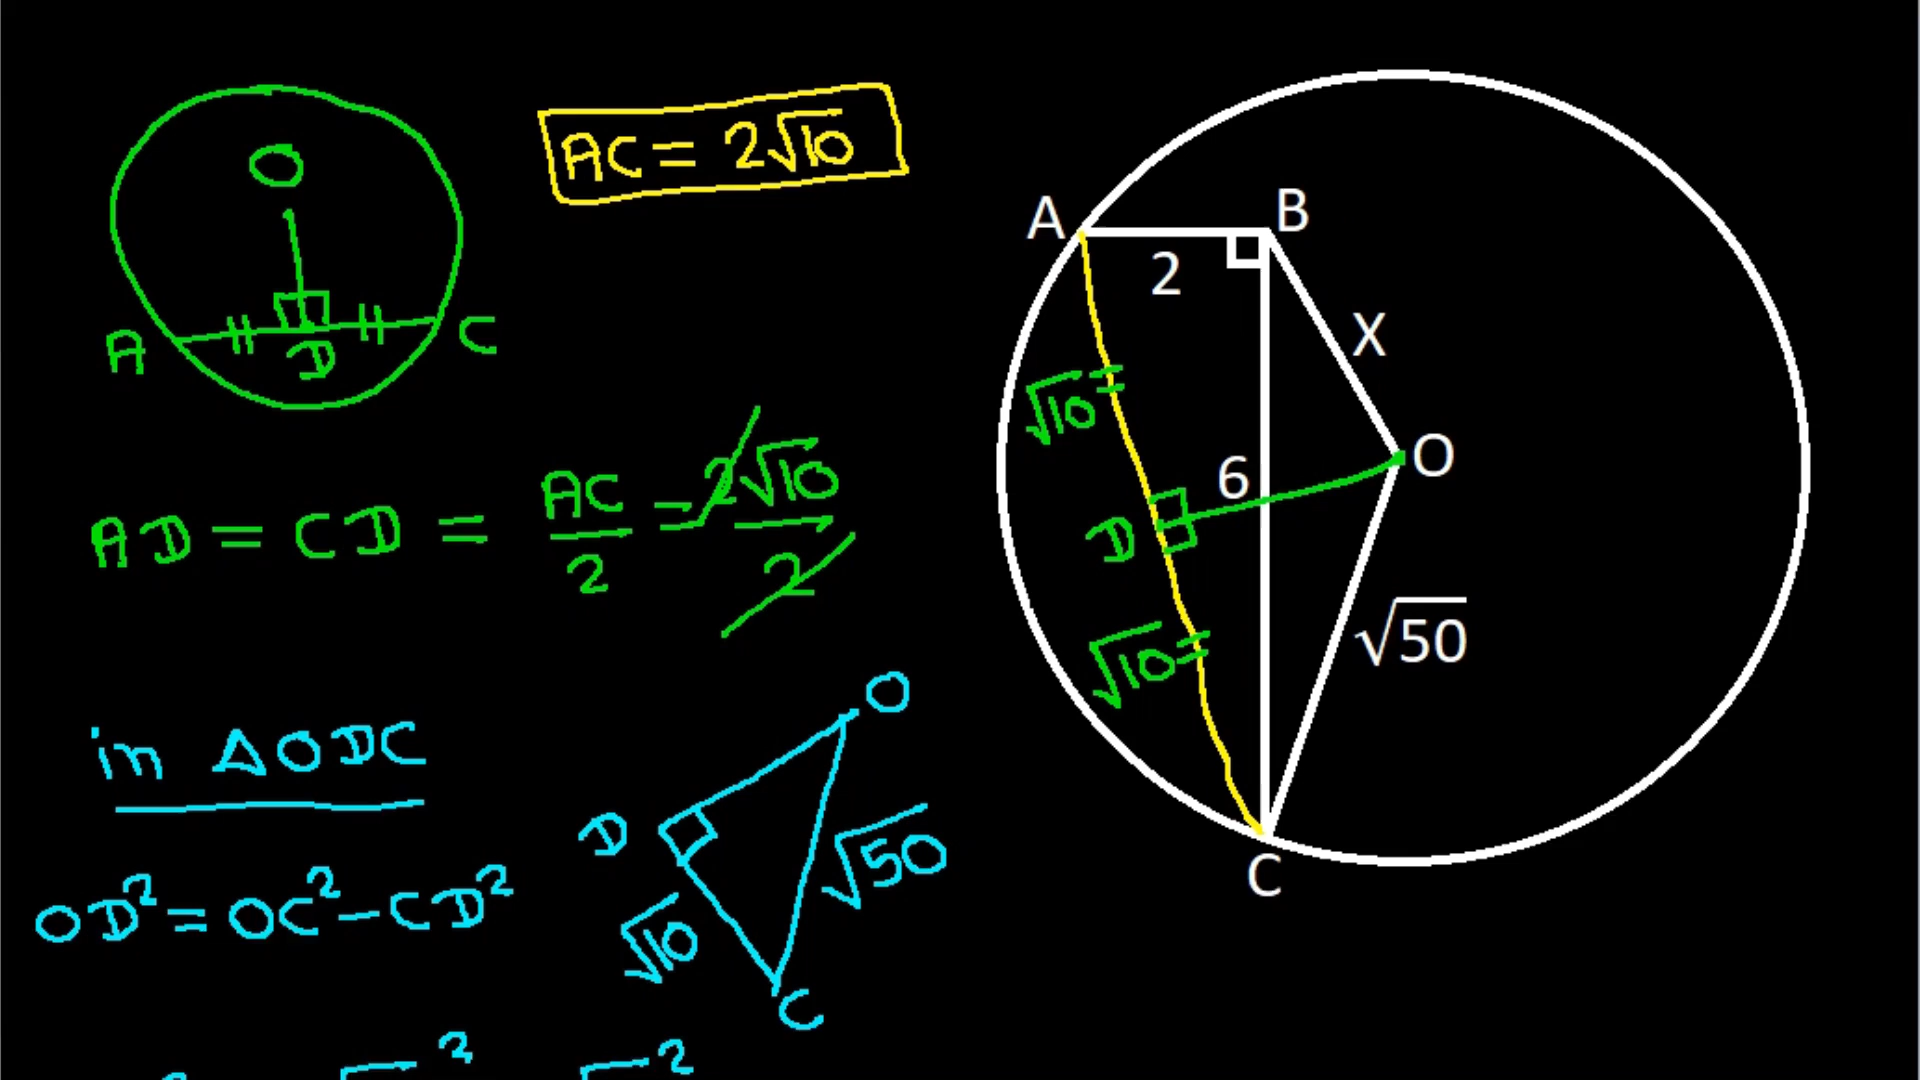 O
A
D
C
AC = 2√10
AD = CD = AC/2 = 2√10/2
in ΔODC
OD² = OC² − CD²
O
D
√50
√10
C
A
B
2
X
√10
6
O
D
√10
√50
C